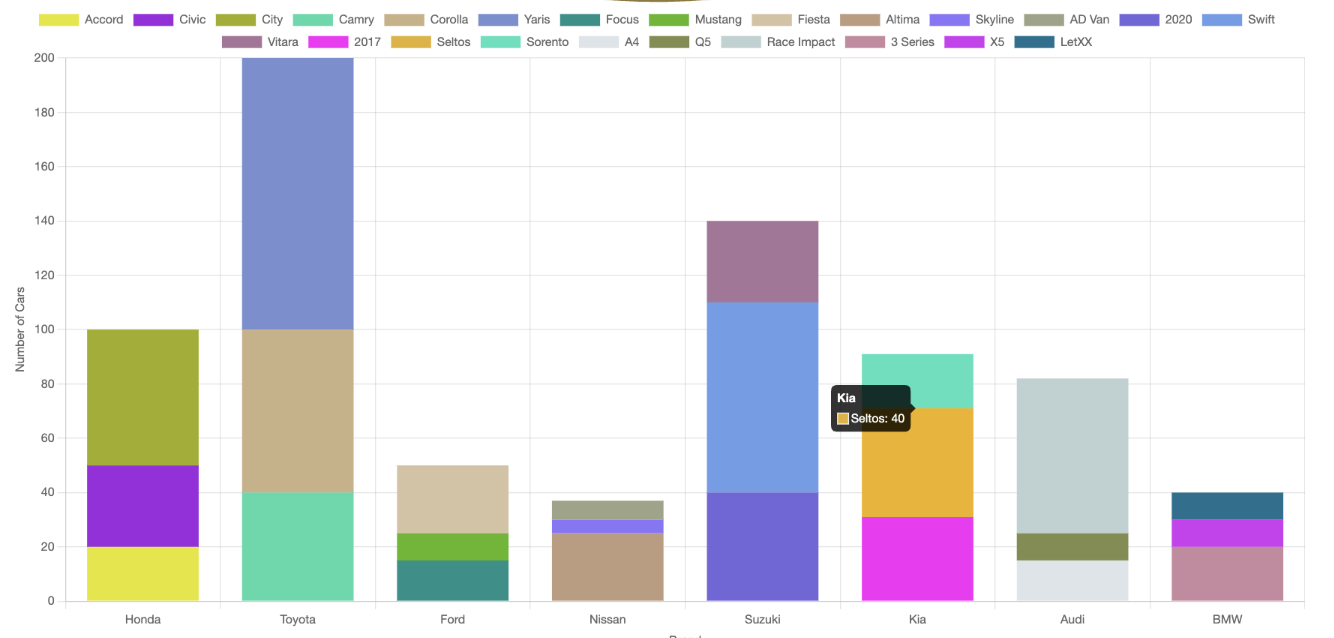 Accord Civic City Camry Corolla Yaris Focus Mustang Fiesta Altima Skyline AD Van 2020 Swift
Vitara 2017 Seltos Sorento A4 Q5 Race Impact 3 Series X5 LetXX
200
180
160
140
120
100
80
60
40
20
0
Number of Cars
Kia
Seltos: 40
Honda Toyota Ford Nissan Suzuki Kia Audi BMW